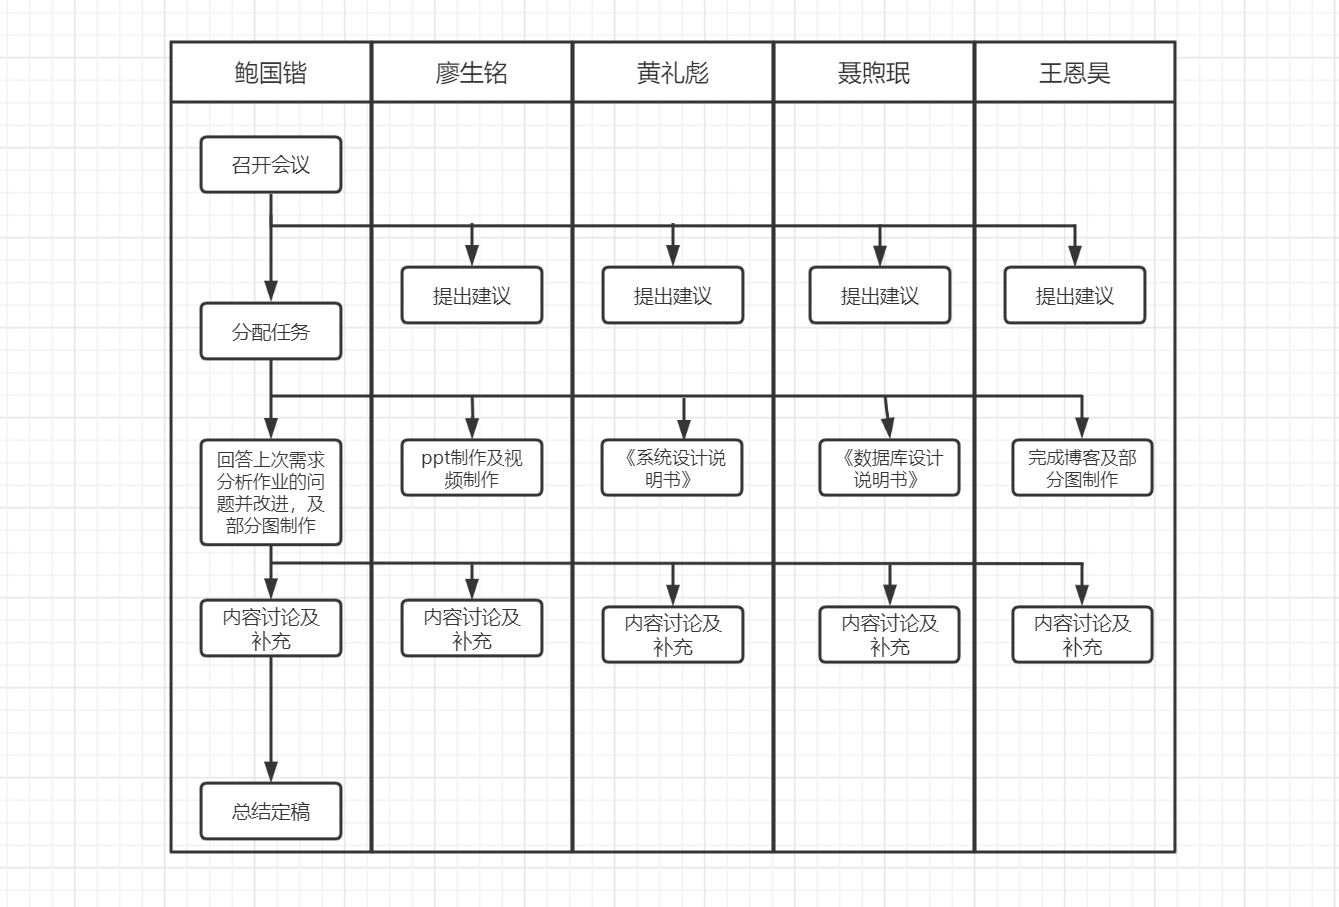 鲍国锴
廖生铭
黄礼彪
聂煦珉
王恩昊
召开会议
提出建议
提出建议
提出建议
提出建议
分配任务
回答上次需求
分析作业的问
题并改进，及
部分图制作
ppt制作及视
频制作
《系统设计说
明书》
《数据库设计
说明书》
完成博客及部
分图制作
内容讨论及
补充
内容讨论及
补充
内容讨论及
补充
内容讨论及
补充
内容讨论及
补充
总结定稿